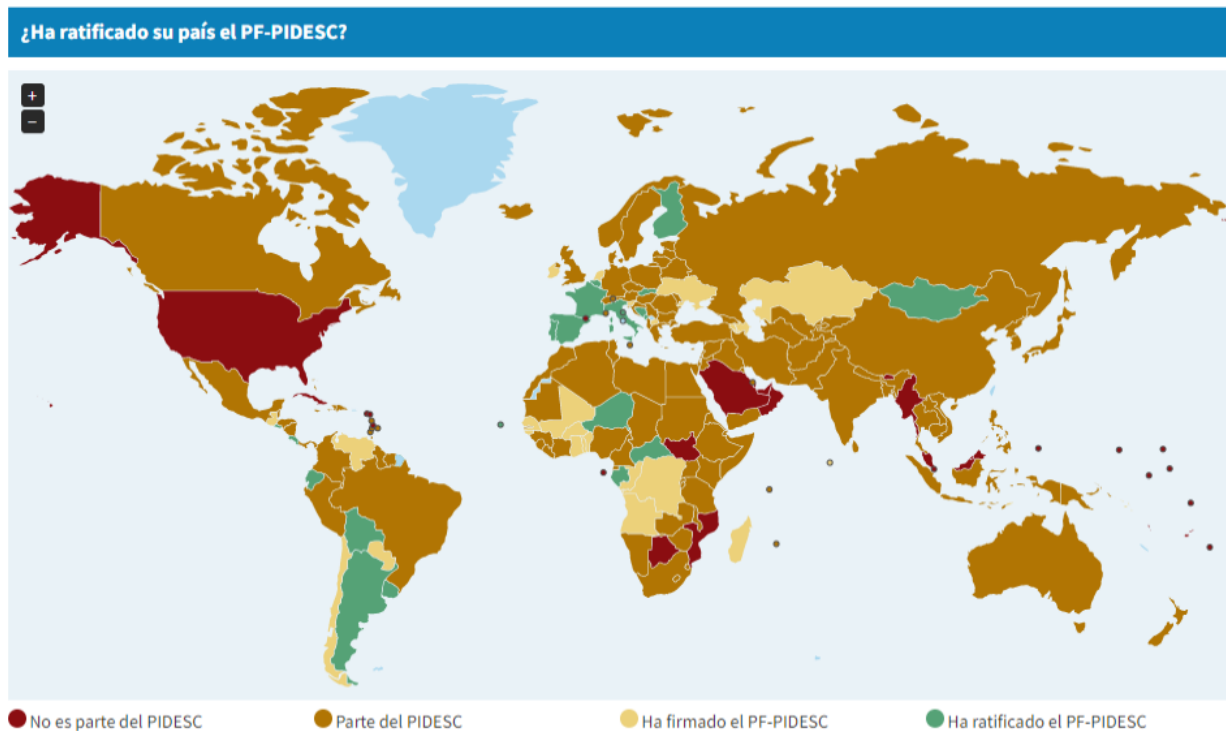 ¿Ha ratificado su país el PF-PIDESC?
+
−
No es parte del PIDESC
Parte del PIDESC
Ha firmado el PF-PIDESC
Ha ratificado el PF-PIDESC